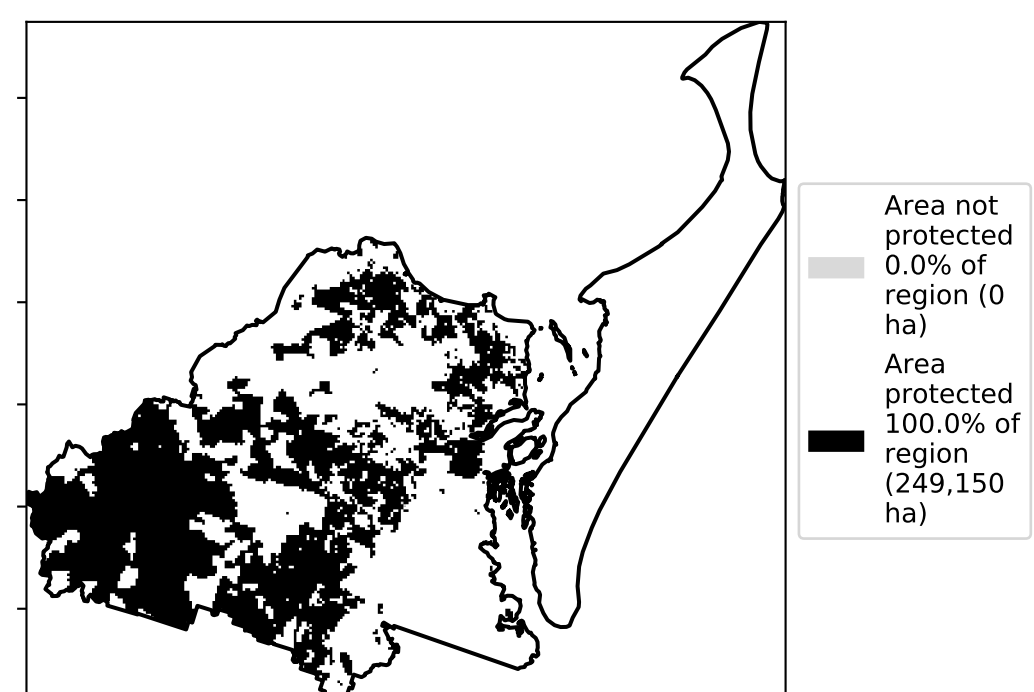 Area not
protected
0.0% of
region (0
ha)
Area
protected
100.0% of
region
(249,150
ha)